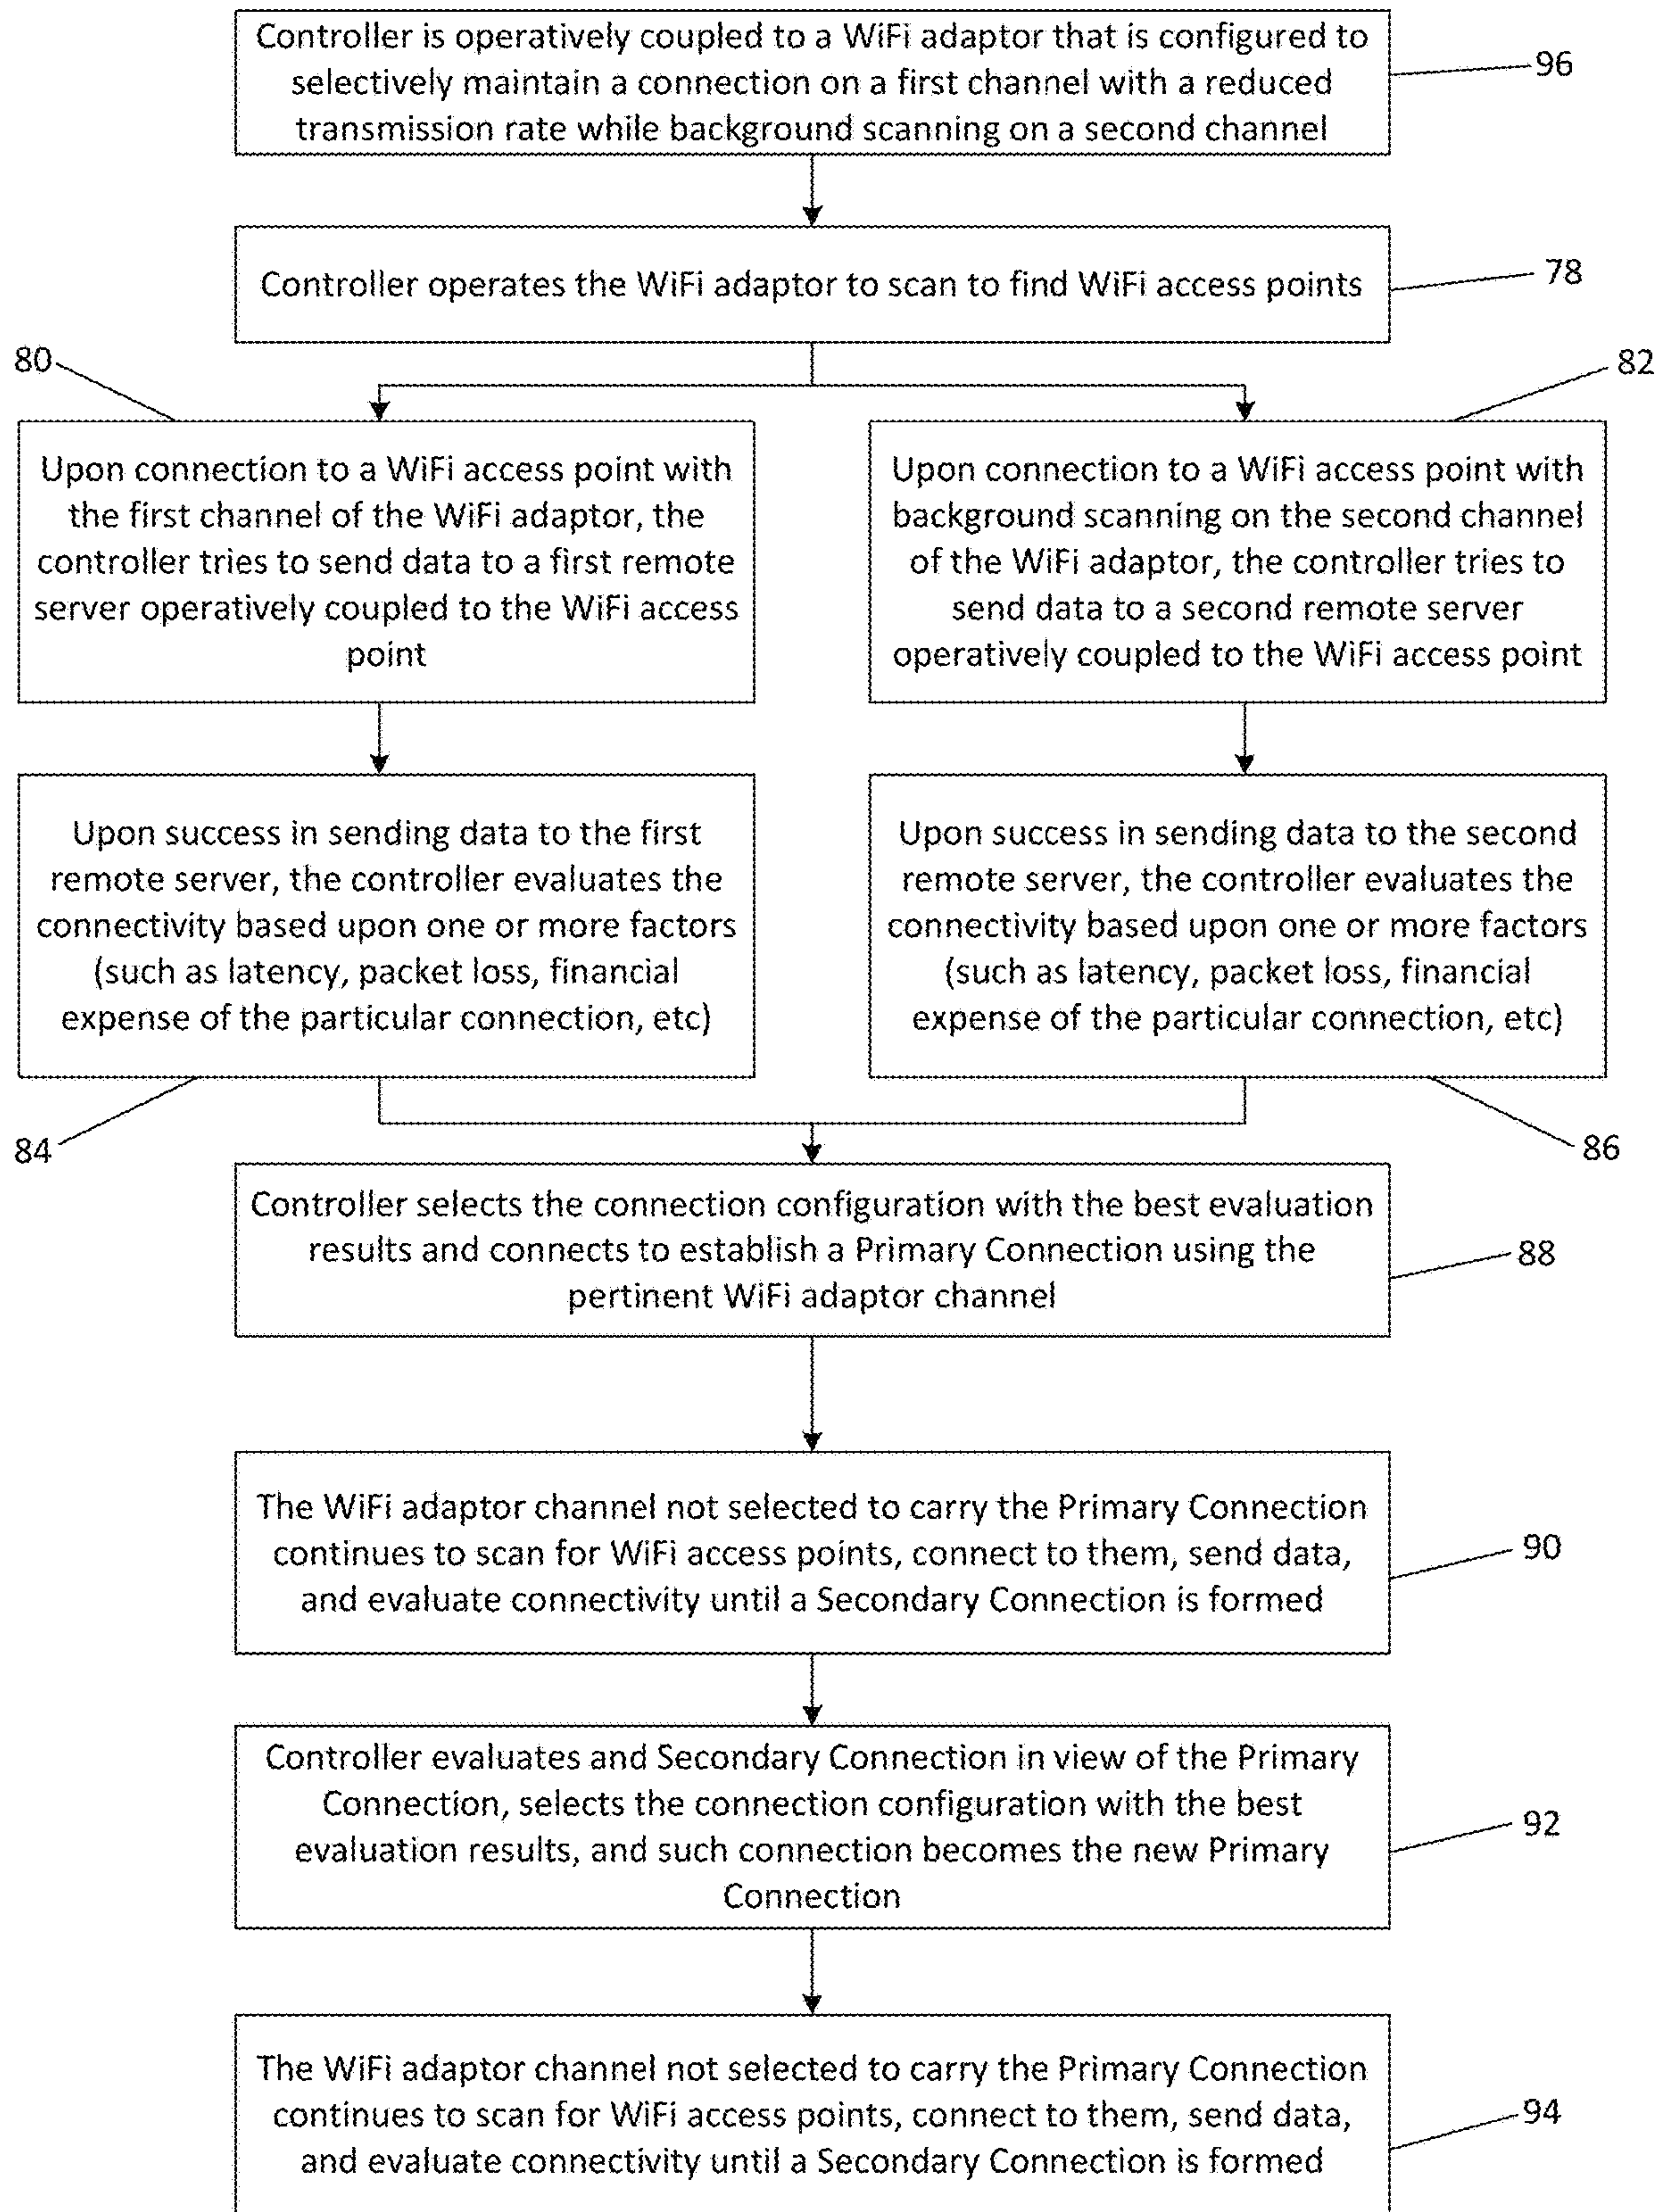 Controller is operatively coupled to a WiFi adaptor that is configured to
selectively maintain a connection on a first channel with a reduced
transmission rate while background scanning on a second channel
96
Controller operates the WiFi adaptor to scan to find WiFi access points
78
80
82
Upon connection to a WiFi access point with
the first channel of the WiFi adaptor, the
controller tries to send data to a first remote
server operatively coupled to the WiFi access
point
Upon connection to a WiFi access point with
background scanning on the second channel
of the WiFi adaptor, the controller tries to
send data to a second remote server
operatively coupled to the WiFi access point
Upon success in sending data to the first
remote server, the controller evaluates the
connectivity based upon one or more factors
(such as latency, packet loss, financial
expense of the particular connection, etc)
Upon success in sending data to the second
remote server, the controller evaluates the
connectivity based upon one or more factors
(such as latency, packet loss, financial
expense of the particular connection, etc)
84
86
Controller selects the connection configuration with the best evaluation
results and connects to establish a Primary Connection using the
pertinent WiFi adaptor channel
88
The WiFi adaptor channel not selected to carry the Primary Connection
continues to scan for WiFi access points, connect to them, send data,
and evaluate connectivity until a Secondary Connection is formed
90
Controller evaluates and Secondary Connection in view of the Primary
Connection, selects the connection configuration with the best
evaluation results, and such connection becomes the new Primary
Connection
92
The WiFi adaptor channel not selected to carry the Primary Connection
continues to scan for WiFi access points, connect to them, send data,
and evaluate connectivity until a Secondary Connection is formed
94